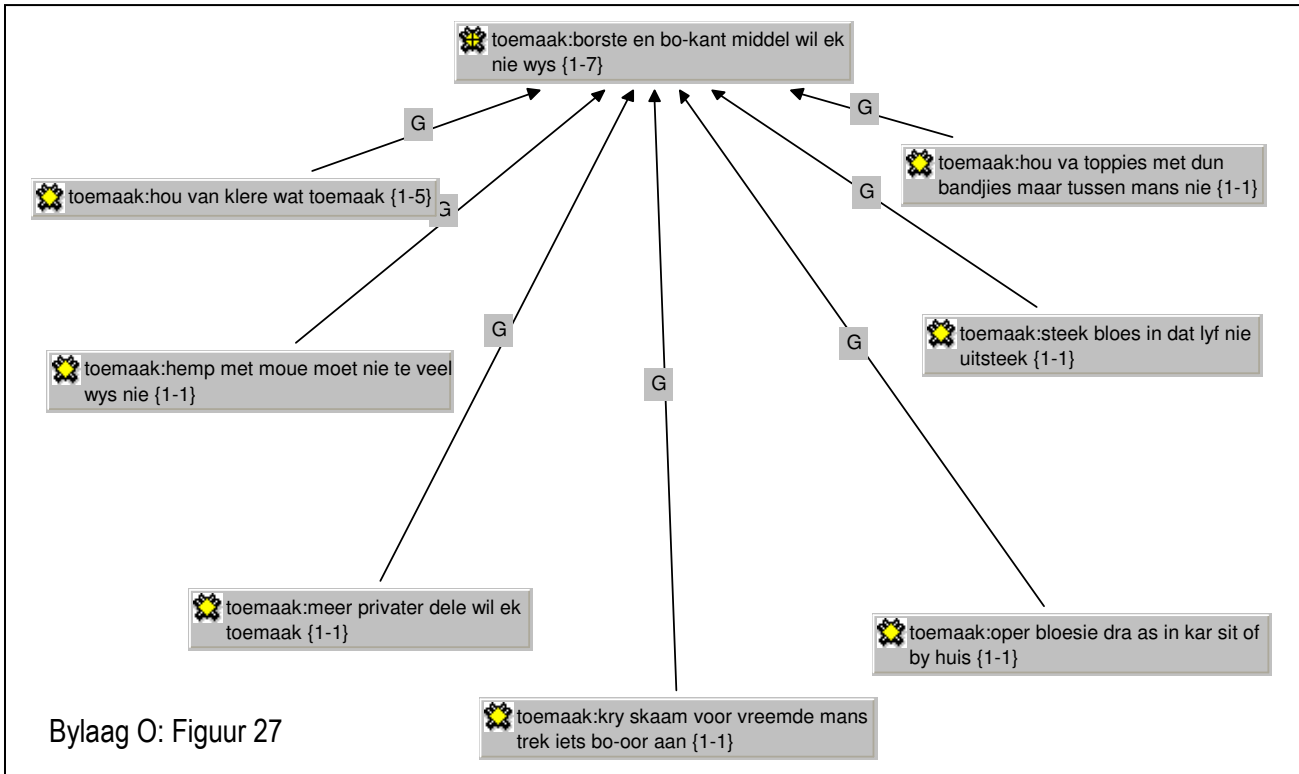 toemaak:borste en bo-kant middel wil ek
nie wys {1-7}
G
G
toemaak:hou va toppies met dun
bandjies maar tussen mans nie {1-1}
toemaak:hou van klere wat toemaak {1-5}
G
G
toemaak:steek bloes in dat lyf nie
uitsteek {1-1}
toemaak:hemp met moue moet nie te veel
wys nie {1-1}
G
G
G
toemaak:meer privater dele wil ek
toemaak {1-1}
toemaak:oper bloesie dra as in kar sit of
by huis {1-1}
toemaak:kry skaam voor vreemde mans
trek iets bo-oor aan {1-1}
Bylaag O: Figuur 27